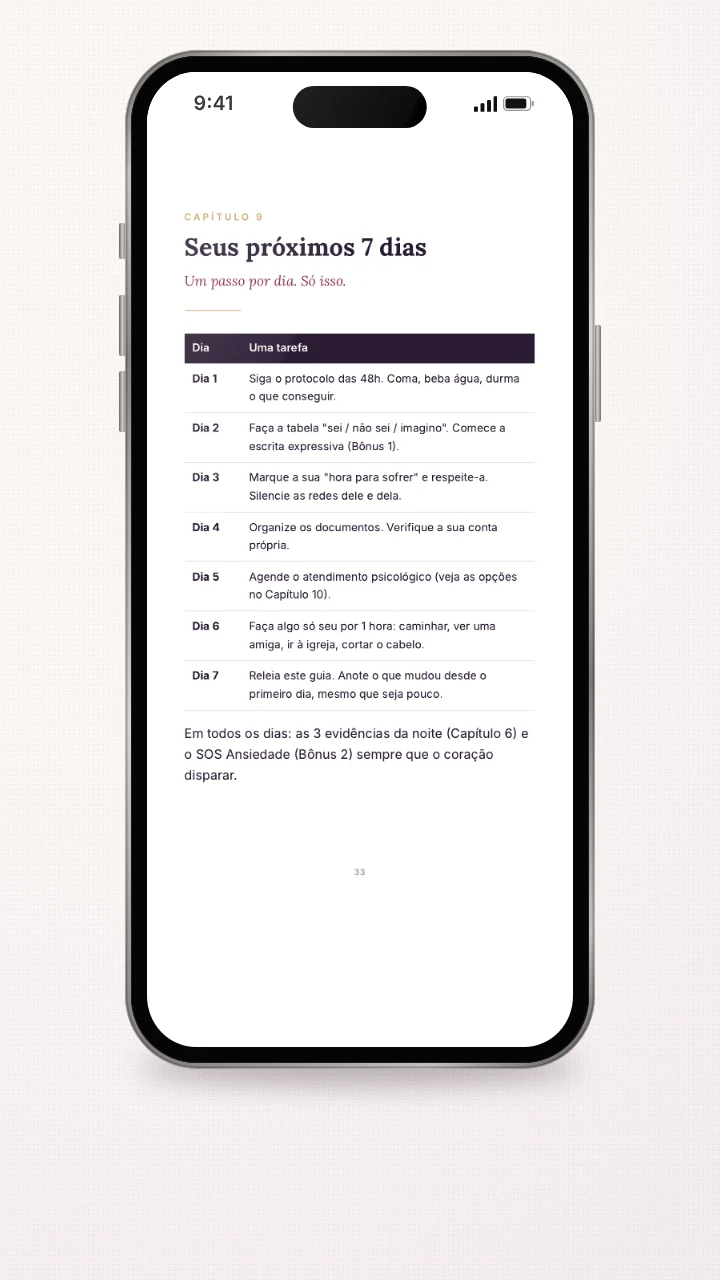 9:41
CAPÍTULO 9
Seus próximos 7 dias
Um passo por dia. Só isso.
Dia Uma tarefa
Dia 1 Siga o protocolo das 48h. Coma, beba água, durma
o que conseguir.
Dia 2 Faça a tabela "sei / não sei / imagino". Comece a
escrita expressiva (Bônus 1).
Dia 3 Marque a sua "hora para sofrer" e respeite-a.
Silencie as redes dele e dela.
Dia 4 Organize os documentos. Verifique a sua conta
própria.
Dia 5 Agende o atendimento psicológico (veja as opções
no Capítulo 10).
Dia 6 Faça algo só seu por 1 hora: caminhar, ver uma
amiga, ir à igreja, cortar o cabelo.
Dia 7 Releia este guia. Anote o que mudou desde o
primeiro dia, mesmo que seja pouco.
Em todos os dias: as 3 evidências da noite (Capítulo 6) e
o SOS Ansiedade (Bônus 2) sempre que o coração
disparar.
33